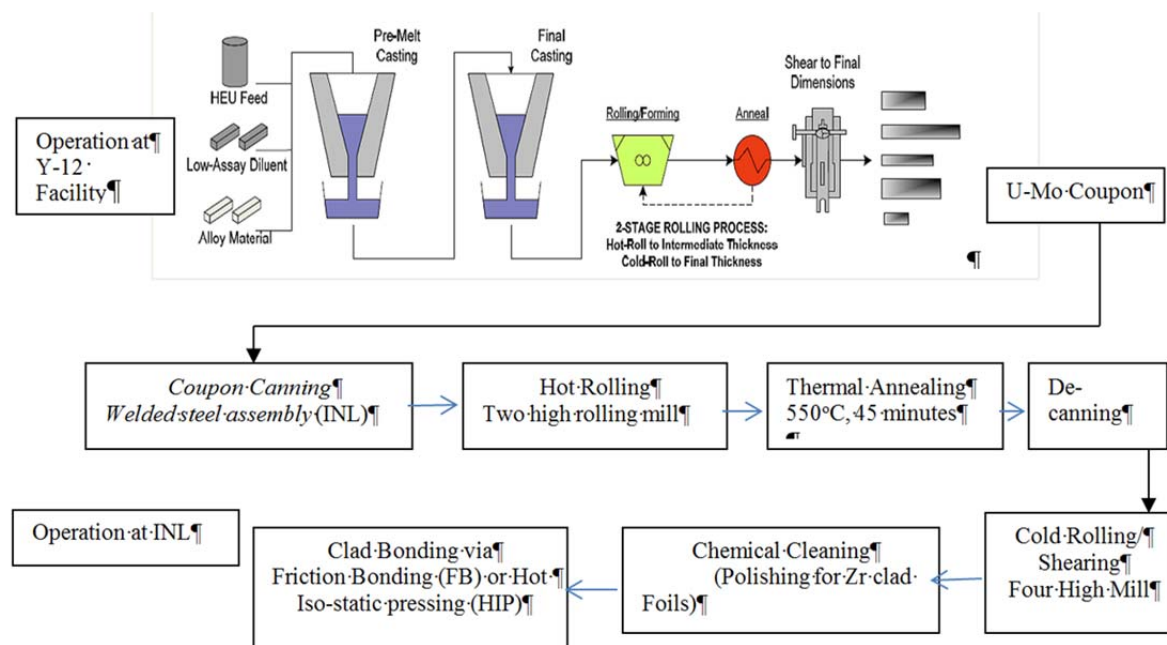 Operation at¶
Y-12·
Facility¶
HEU Feed
Low-Assay Diluent
Alloy Material
Pre-Melt
Casting
Final
Casting
Rolling/Forming
Anneal
2-STAGE ROLLING PROCESS:
Hot-Roll to Intermediate Thickness
Cold-Roll to Final Thickness
Shear to Final
Dimensions
¶
U-Mo·Coupon¶
Coupon·Canning¶
Welded·steel·assembly·(INL)¶
Hot·Rolling¶
Two·high·rolling·mill¶
Thermal·Annealing¶
550°C,·45·minutes¶
¶
De-
canning¶
Cold·Rolling/¶
Shearing¶
Four·High·Mill¶
Chemical·Cleaning¶
(Polishing·for·Zr·clad·
Foils)¶
Clad·Bonding·via¶
Friction·Bonding·(FB)·or·Hot·¶
Iso-static·pressing·(HIP)¶
Operation·at·INL¶